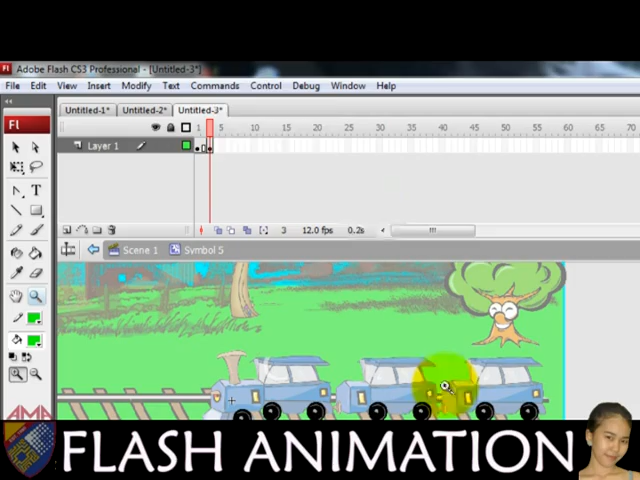 Adobe Flash CS3 Professional - [Untitled-3*]
File Edit View Insert Modify Text Commands Control Debug Window Help
Untitled-1* Untitled-2* Untitled-3*
Fl
1 5 10 15 20 25 30 35 40 45 50 55 60 65 70
Layer 1
3 12.0 fps 0.2s
Scene 1 Symbol 5
T
AMA
FLASH ANIMATION